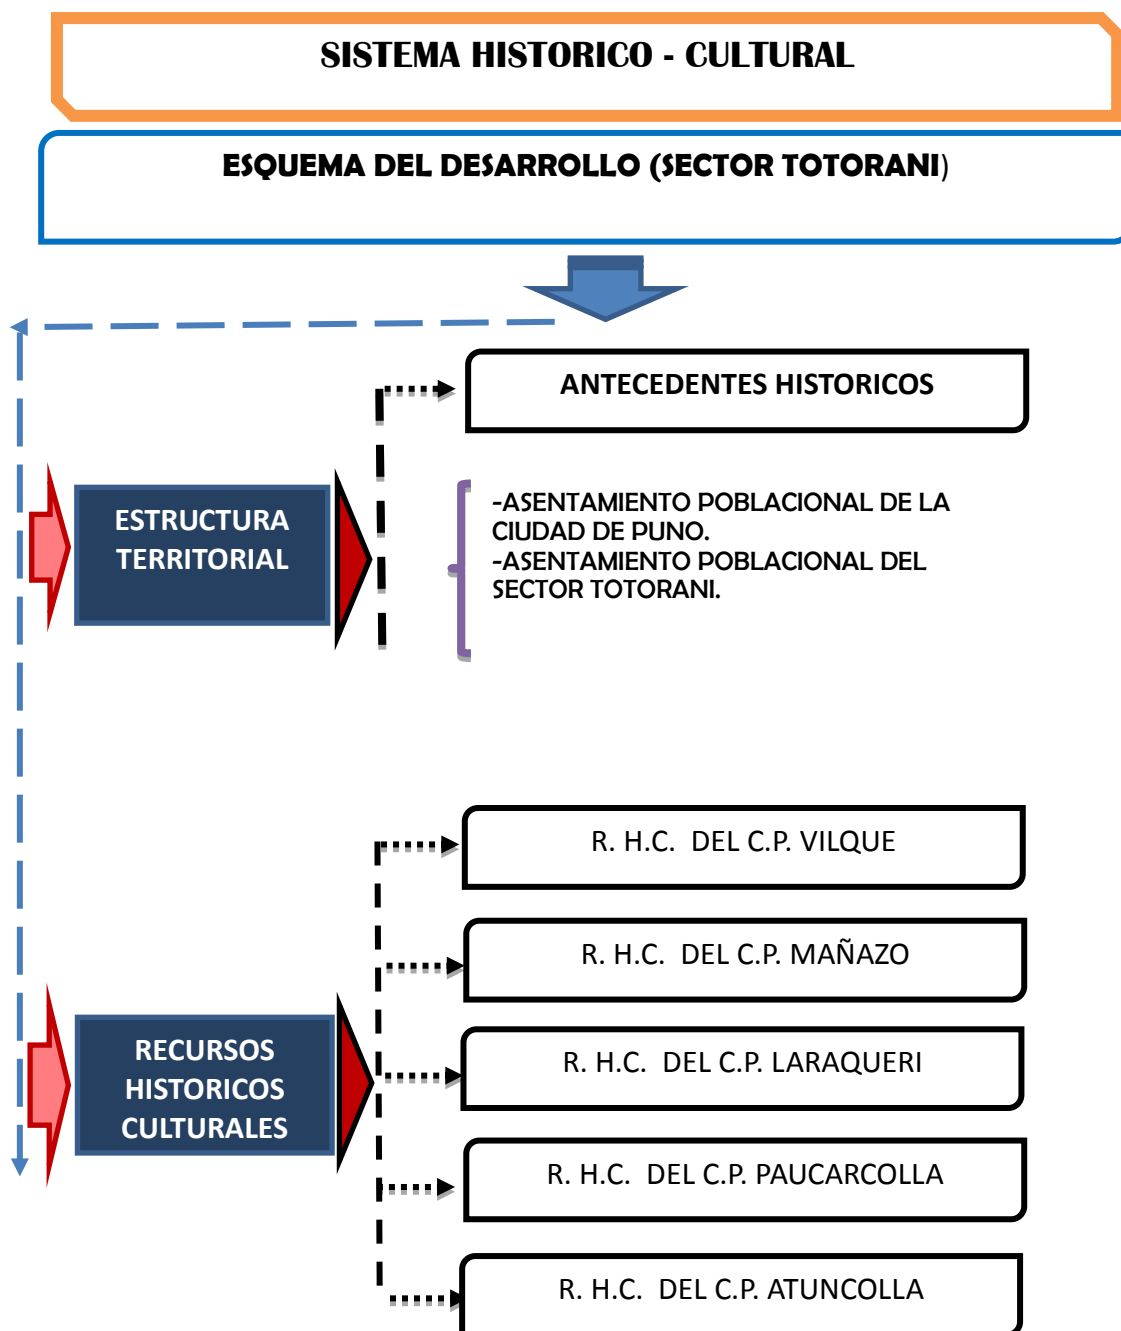 SISTEMA HISTORICO - CULTURAL
ESQUEMA DEL DESARROLLO (SECTOR TOTORANI)
ANTECEDENTES HISTORICOS
ESTRUCTURA
TERRITORIAL
-ASENTAMIENTO POBLACIONAL DE LA
CIUDAD DE PUNO.
-ASENTAMIENTO POBLACIONAL DEL
SECTOR TOTORANI.
RECURSOS
HISTORICOS
CULTURALES
R. H.C.  DEL C.P. VILQUE
R. H.C.  DEL C.P. MAÑAZO
R. H.C.  DEL C.P. LARAQUERI
R. H.C.  DEL C.P. PAUCARCOLLA
R. H.C.  DEL C.P. ATUNCOLLA